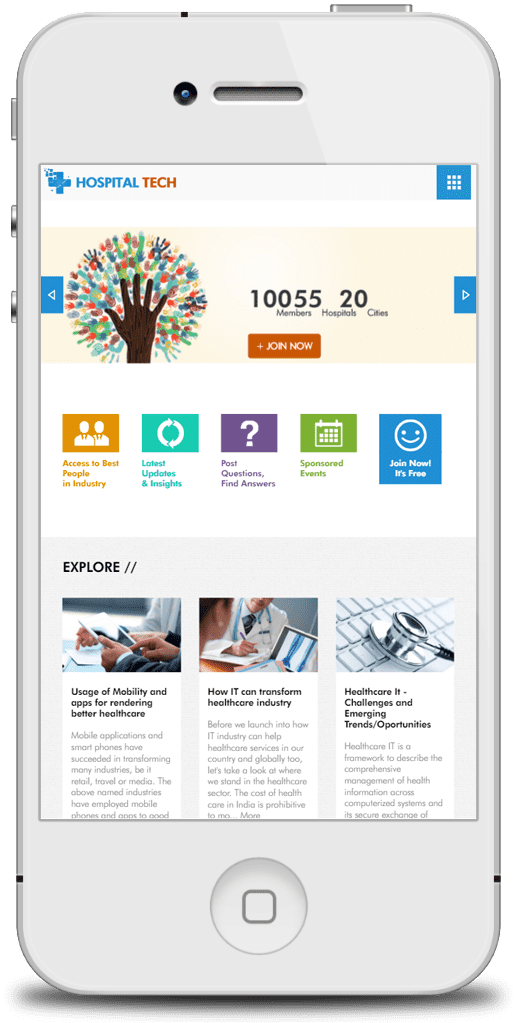 HOSPITAL TECH
10055 20
Members Hospitals Cities
+ JOIN NOW
Access to Best
People
in Industry
Latest
Updates
& Insights
Post
Questions,
Find Answers
Sponsored
Events
Join Now!
It's Free
EXPLORE //
Usage of Mobility and
apps for rendering
better healthcare
Mobile applications and
smart phones have
succeeded in transforming
many industries, be it
retail, travel or media. The
above named industries
have employed mobile
phones and apps to good
How IT can transform
healthcare industry
Before we launch into how
IT industry can help
healthcare services in our
country and globally too,
let's take a look at where
we stand in the healthcare
sector. The cost of health
care in India is prohibitive
to mo... More
Healthcare It -
Challenges and
Emerging
Trends/Oportunities
Healthcare IT is a
framework to describe the
comprehensive
management of health
information across
computerized systems and
its secure exchange of